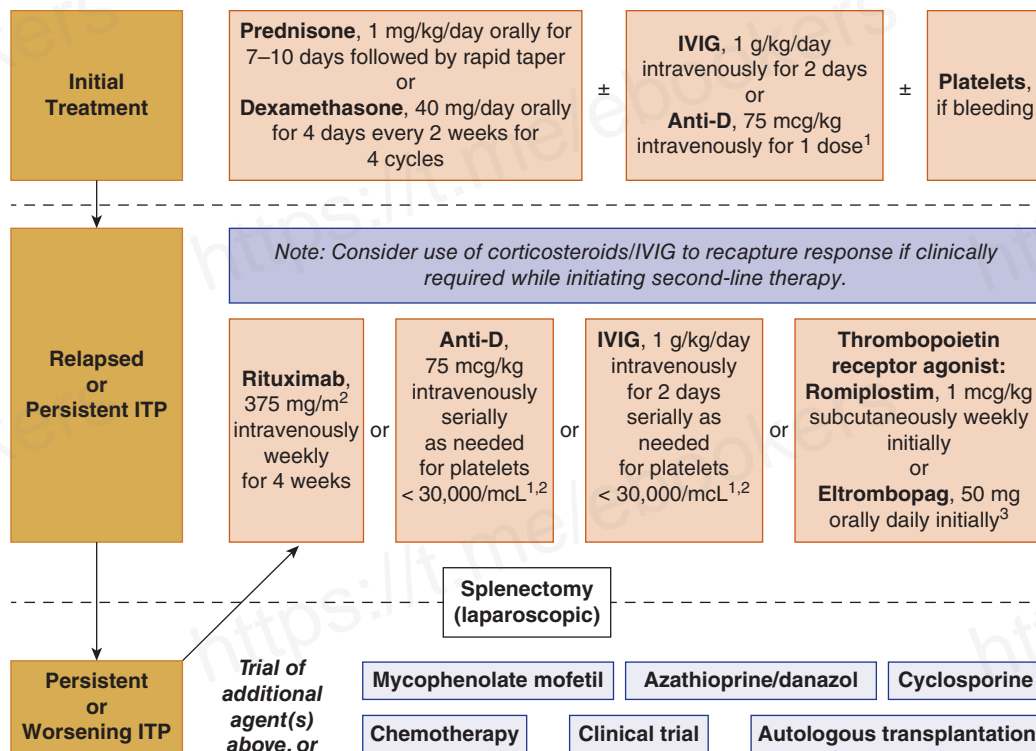 Initial
Treatment
Prednisone, 1 mg/kg/day orally for
7–10 days followed by rapid taper
or
Dexamethasone, 40 mg/day orally
for 4 days every 2 weeks for
4 cycles
±
IVIG, 1 g/kg/day
intravenously for 2 days
or
Anti-D, 75 mcg/kg
intravenously for 1 dose¹
±
Platelets,
if bleeding
Relapsed
or
Persistent ITP
Note: Consider use of corticosteroids/IVIG to recapture response if clinically
required while initiating second-line therapy.
Rituximab,
375 mg/m²
intravenously
weekly
for 4 weeks
or
Anti-D,
75 mcg/kg
intravenously
serially
as needed
for platelets
< 30,000/mcL¹,²
or
IVIG, 1 g/kg/day
intravenously
for 2 days
serially as
needed
for platelets
< 30,000/mcL¹,²
or
Thrombopoietin
receptor agonist:
Romiplostim, 1 mcg/kg
subcutaneously weekly
initially
or
Eltrombopag, 50 mg
orally daily initially³
Splenectomy
(laparoscopic)
Persistent
or
Worsening ITP
Trial of
additional
agent(s)
above, or
Mycophenolate mofetil
Azathioprine/danazol
Cyclosporine
Chemotherapy
Clinical trial
Autologous transplantation
https://t.me/ebookers
https://t.me/ebookers